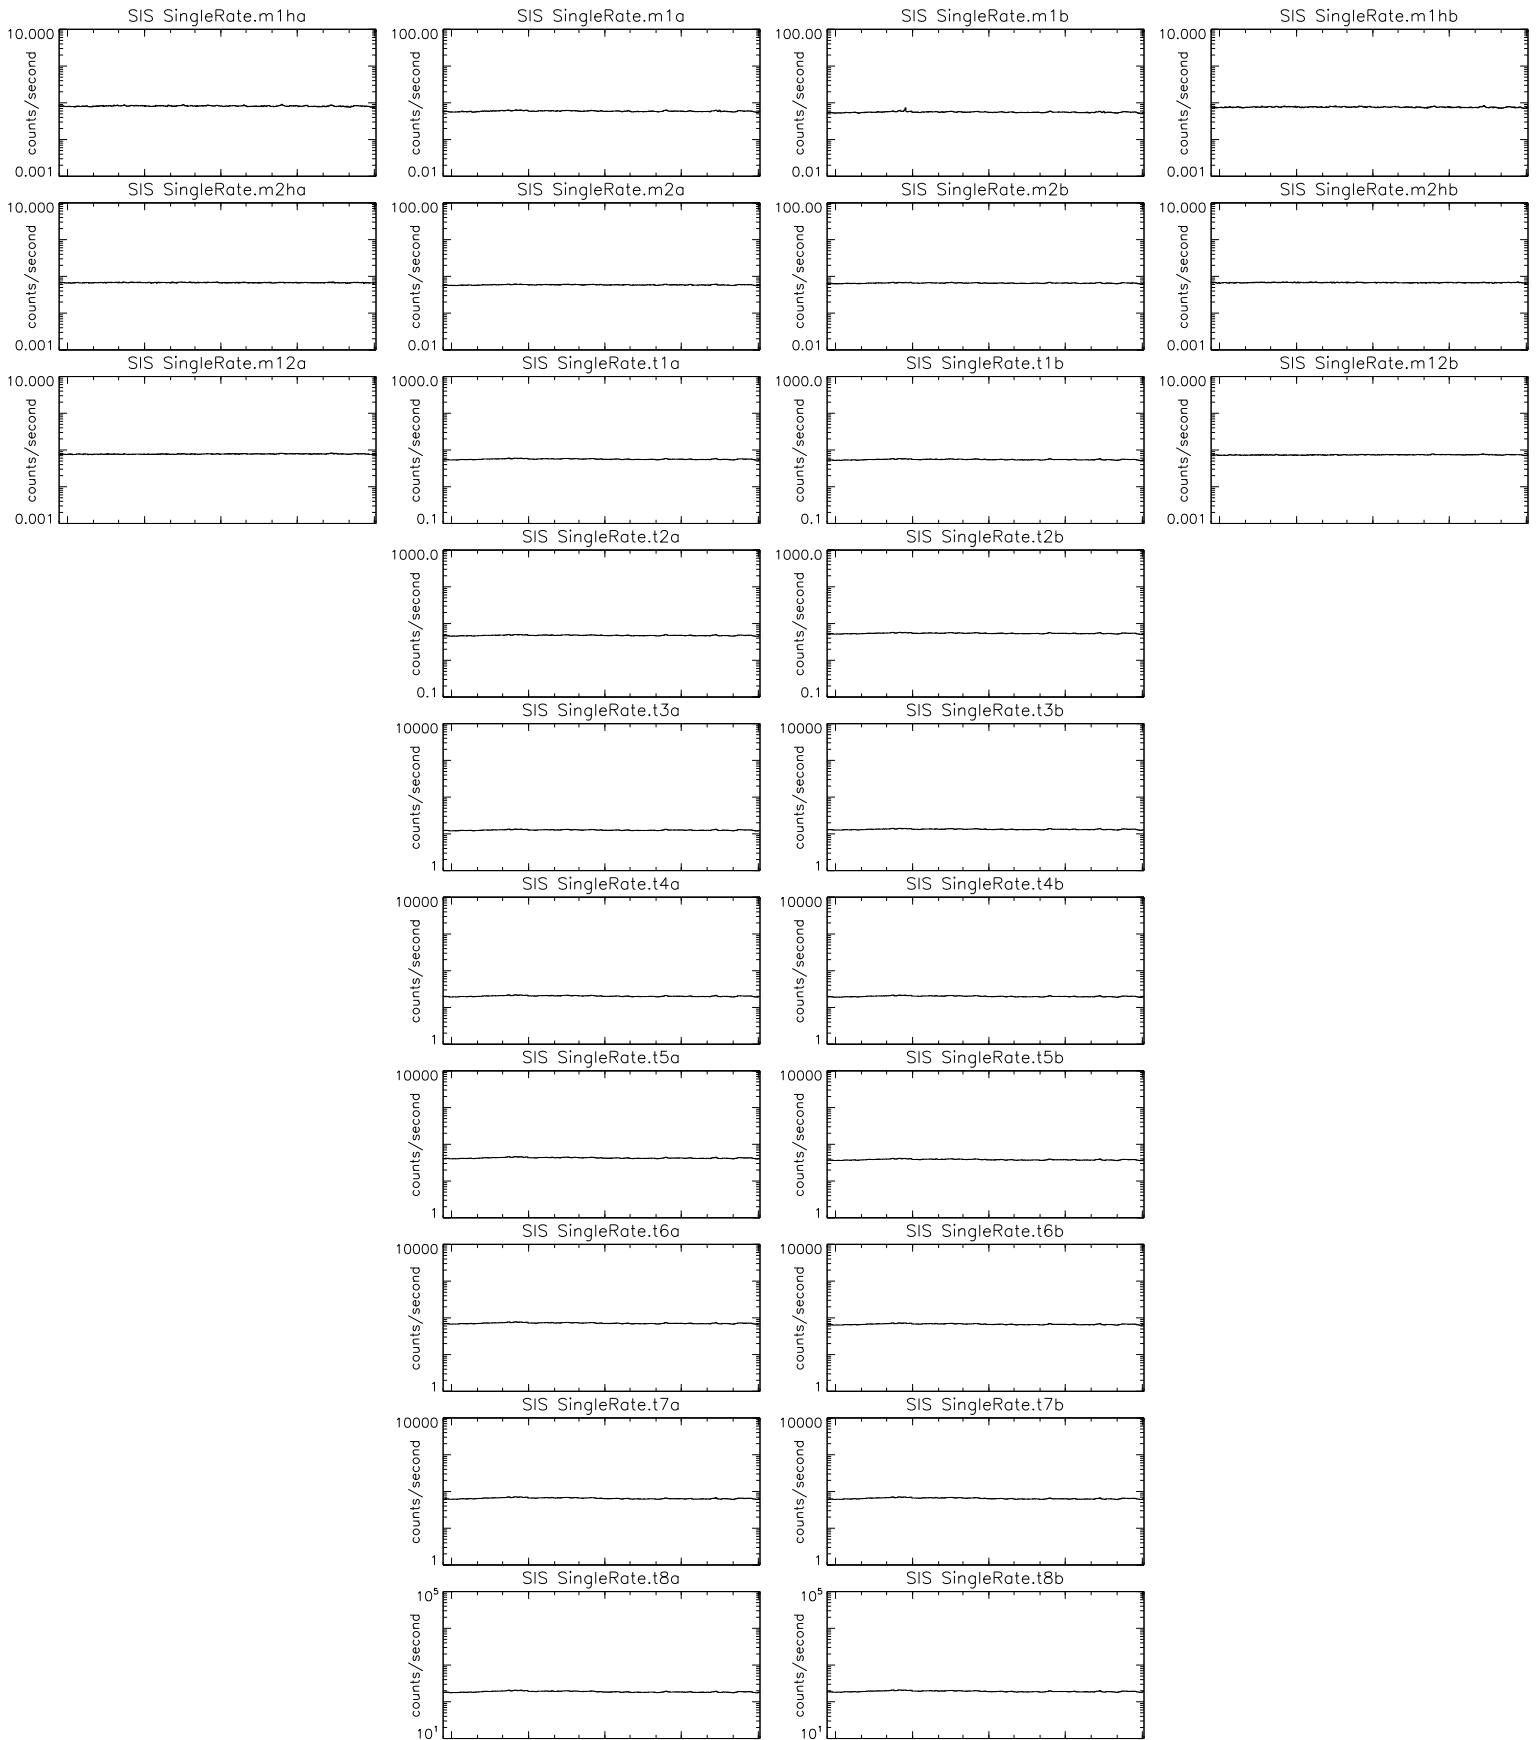 SIS SingleRate.m1ha
10.000
counts/second
0.001
SIS SingleRate.m1a
100.00
counts/second
0.01
SIS SingleRate.m1b
100.00
counts/second
0.01
SIS SingleRate.m1hb
10.000
counts/second
0.001
SIS SingleRate.m2ha
10.000
counts/second
0.001
SIS SingleRate.m2a
100.00
counts/second
0.01
SIS SingleRate.m2b
100.00
counts/second
0.01
SIS SingleRate.m2hb
10.000
counts/second
0.001
SIS SingleRate.m12a
10.000
counts/second
0.001
SIS SingleRate.t1a
1000.0
counts/second
0.1
SIS SingleRate.t1b
1000.0
counts/second
0.1
SIS SingleRate.m12b
10.000
counts/second
0.001
SIS SingleRate.t2a
1000.0
counts/second
0.1
SIS SingleRate.t2b
1000.0
counts/second
0.1
SIS SingleRate.t3a
10000
counts/second
1
SIS SingleRate.t3b
10000
counts/second
1
SIS SingleRate.t4a
10000
counts/second
1
SIS SingleRate.t4b
10000
counts/second
1
SIS SingleRate.t5a
10000
counts/second
1
SIS SingleRate.t5b
10000
counts/second
1
SIS SingleRate.t6a
10000
counts/second
1
SIS SingleRate.t6b
10000
counts/second
1
SIS SingleRate.t7a
10000
counts/second
1
SIS SingleRate.t7b
10000
counts/second
1
SIS SingleRate.t8a
10⁵
counts/second
10¹
SIS SingleRate.t8b
10⁵
counts/second
10¹